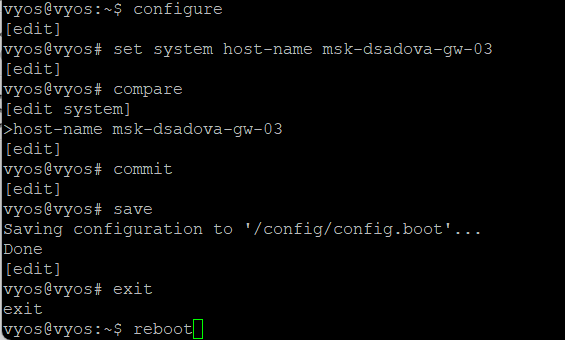 vyos@vyos:~$ configure
[edit]
vyos@vyos# set system host-name msk-dsadova-gw-03
[edit]
vyos@vyos# compare
[edit system]
>host-name msk-dsadova-gw-03
[edit]
vyos@vyos# commit
[edit]
vyos@vyos# save
Saving configuration to '/config/config.boot'...
Done
[edit]
vyos@vyos# exit
exit
vyos@vyos:~$ reboot